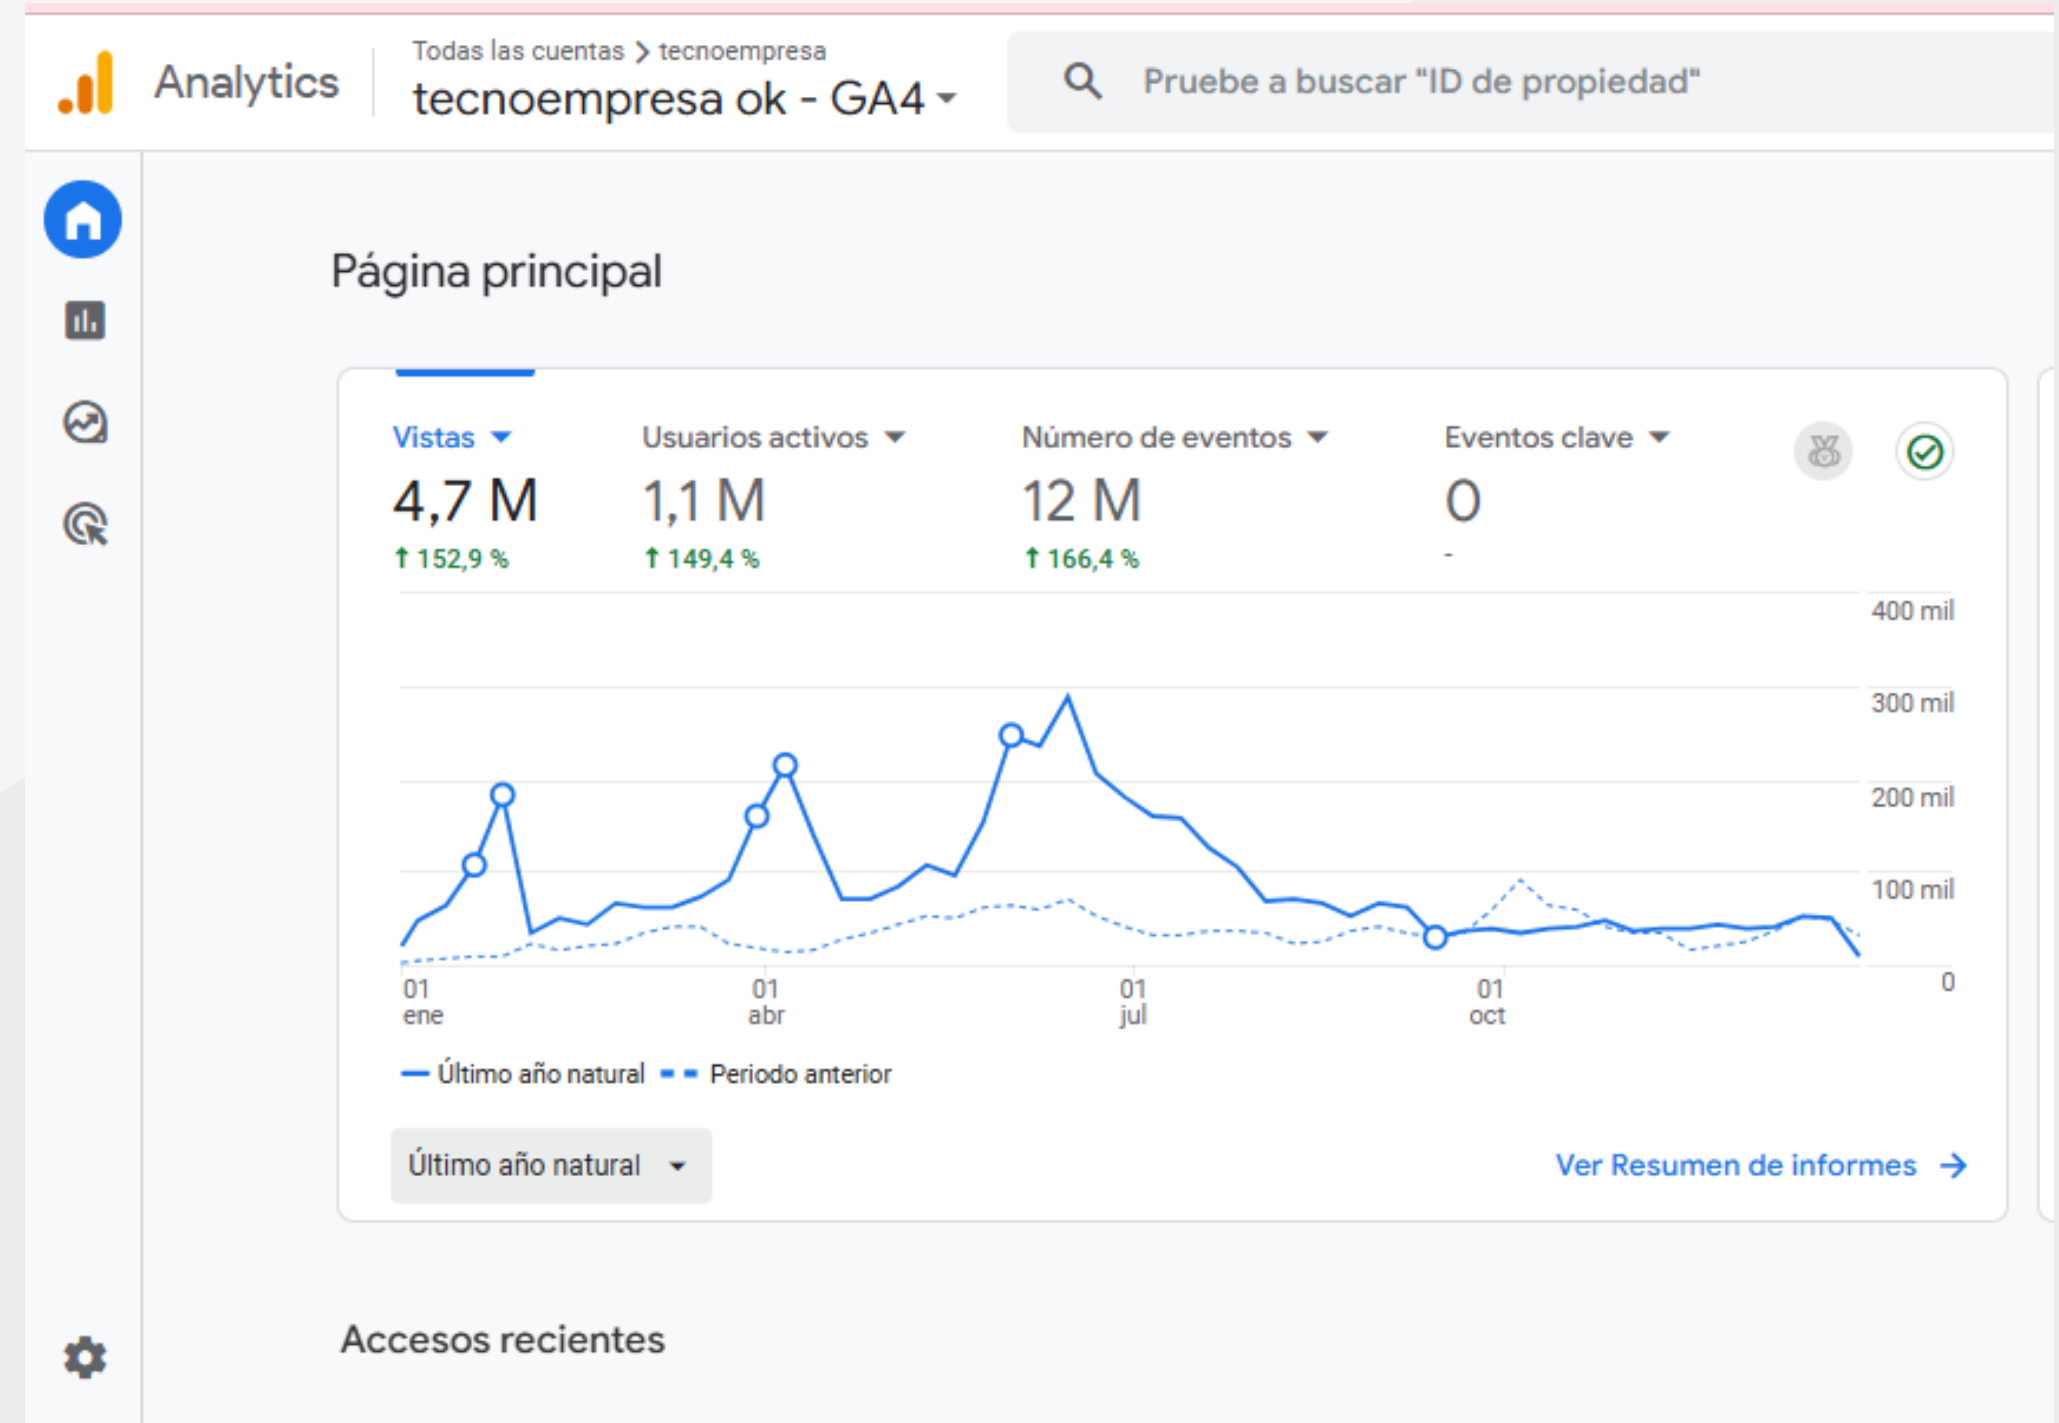 Analytics
Todas las cuentas > tecnoempresa
tecnoempresa ok - GA4
Pruebe a buscar "ID de propiedad"
Página principal
Vistas
Usuarios activos
Número de eventos
Eventos clave
4,7 M
1,1 M
12 M
0
↑ 152,9 %
↑ 149,4 %
↑ 166,4 %
-
400 mil
300 mil
200 mil
100 mil
0
01
ene
01
abr
01
jul
01
oct
Último año natural
Periodo anterior
Último año natural
Ver Resumen de informes →
Accesos recientes